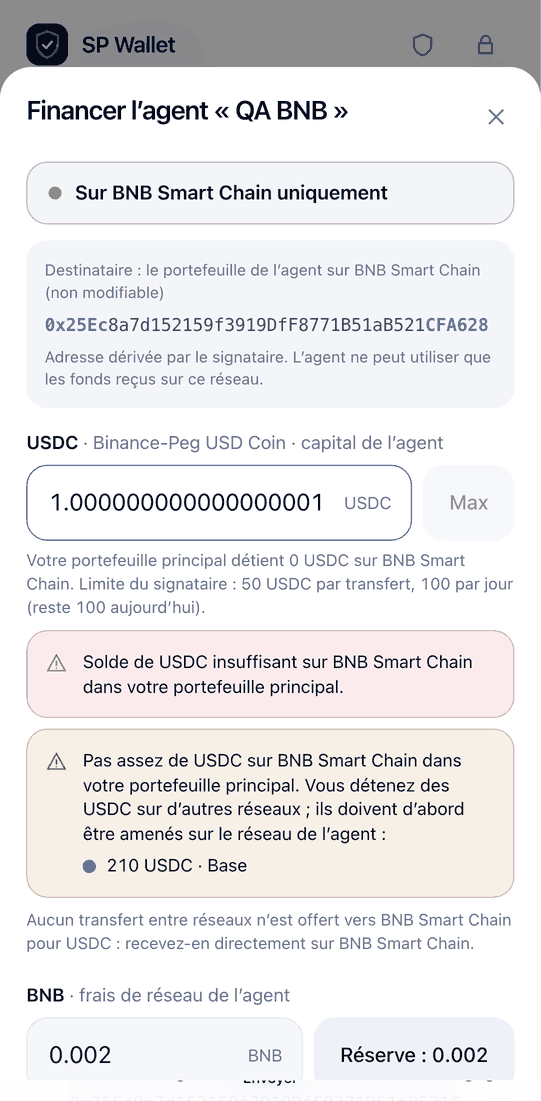 SP Wallet
Financer l’agent « QA BNB »
Sur BNB Smart Chain uniquement
Destinataire : le portefeuille de l’agent sur BNB Smart Chain
(non modifiable)
0x25Ec8a7d152159f3919DfF8771B51aB521CFA628
Adresse dérivée par le signataire. L’agent ne peut utiliser que
les fonds reçus sur ce réseau.
USDC · Binance-Peg USD Coin · capital de l’agent
1.000000000000000001 USDC Max
Votre portefeuille principal détient 0 USDC sur BNB Smart
Chain. Limite du signataire : 50 USDC par transfert, 100 par jour
(reste 100 aujourd’hui).
Solde de USDC insuffisant sur BNB Smart Chain
dans votre portefeuille principal.
Pas assez de USDC sur BNB Smart Chain dans
votre portefeuille principal. Vous détenez des
USDC sur d’autres réseaux ; ils doivent d’abord
être amenés sur le réseau de l’agent :
210 USDC · Base
Aucun transfert entre réseaux n’est offert vers BNB Smart Chain
pour USDC : recevez-en directement sur BNB Smart Chain.
BNB · frais de réseau de l’agent
0.002 BNB Réserve : 0.002
Envoyer